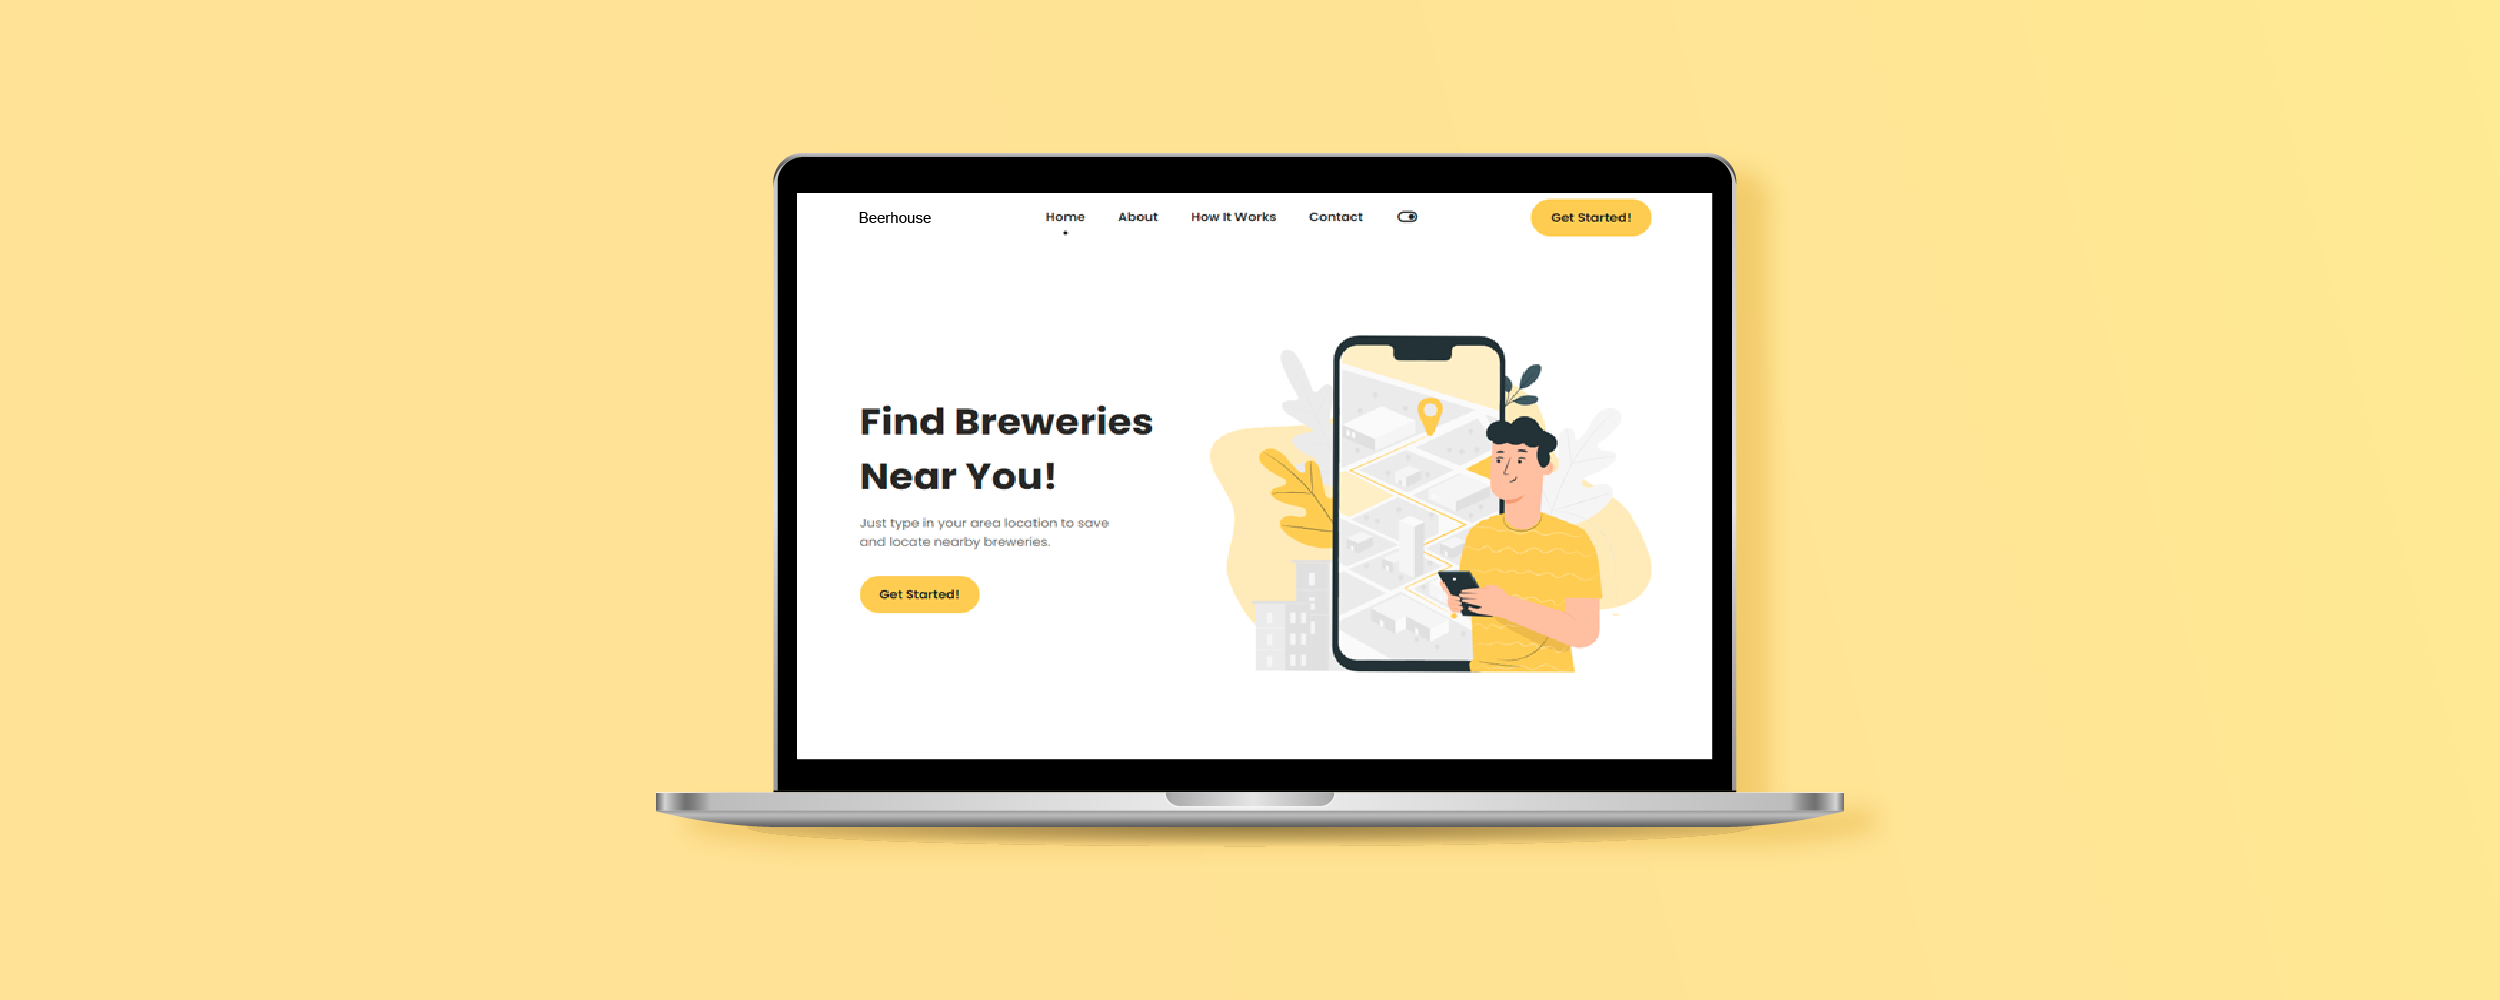 Beerhouse
Home
About
How It Works
Contact
Get Started!
Find Breweries
Near You!
Just type in your area location to save
and locate nearby breweries.
Get Started!